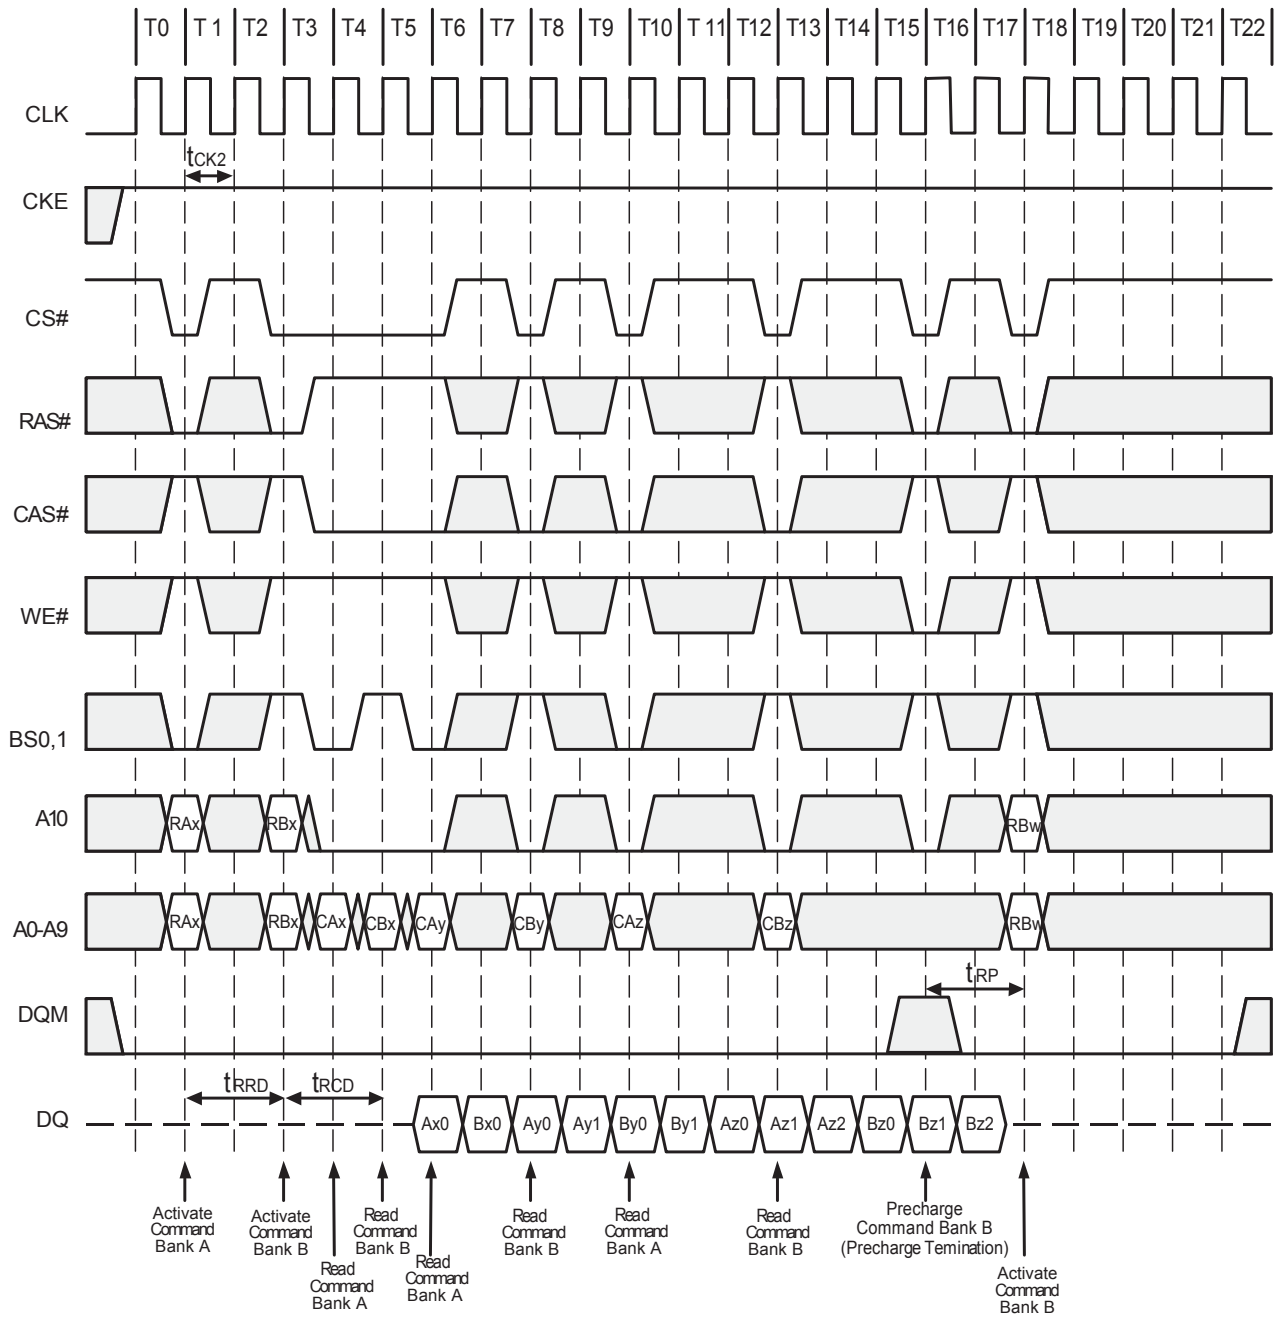 T0 T 1 T2 T3 T4 T5 T6 T7 T8 T9 T10 T 11 T12 T13 T14 T15 T16 T17 T18 T19 T20 T21 T22
CLK
tCK2
CKE
CS#
RAS#
CAS#
WE#
BS0,1
A10
RAx RBx RBw
A0-A9
RAx RBx CAx CBx CAy CBy CAz CBz RBw
tRP
DQM
tRRD tRCD
DQ
Ax0 Bx0 Ay0 Ay1 By0 By1 Az0 Az1 Az2 Bz0 Bz1 Bz2
Activate
Command
Bank A
Activate
Command
Bank B
Read
Command
Bank A
Read
Command
Bank B
Read
Command
Bank A
Read
Command
Bank B
Read
Command
Bank A
Read
Command
Bank B
Precharge
Command Bank B
(Precharge Temination)
Activate
Command
Bank B